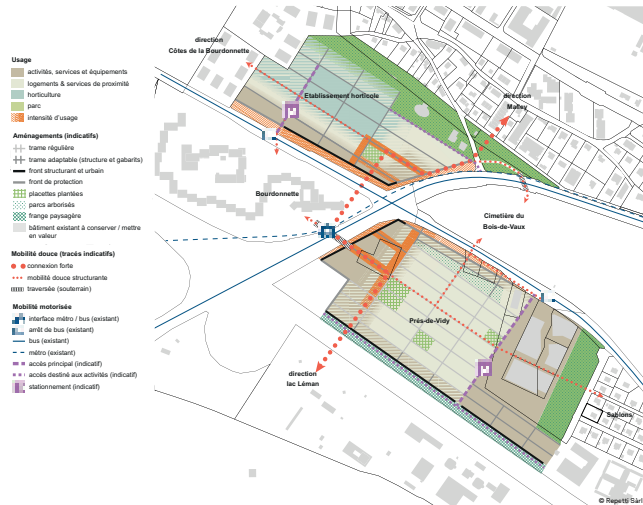 Usage
activités, services et équipements
logements & services de proximité
horticulture
parc
intensité d'usage
Aménagements (indicatifs)
trame régulière
trame adaptable (structure et gabarits)
front structurant et urbain
front de protection
placettes plantées
parcs arborisés
frange paysagère
bâtiment existant à conserver / mettre
en valeur
Mobilité douce (tracés indicatifs)
connexion forte
mobilité douce structurante
traversée (souterrain)
Mobilité motorisée
interface métro / bus (existant)
arrêt de bus (existant)
bus (existant)
métro (existant)
accès principal (indicatif)
accès destiné aux activités (indicatif)
stationnement (indicatif)
direction
Côtes de la Bourdonnette
Etablissement horticole
direction
Malley
Bourdonnette
Cimetière du
Bois-de-Vaux
Prés-de-Vidy
direction
lac Léman
Sablons
© Repetti Sàrl